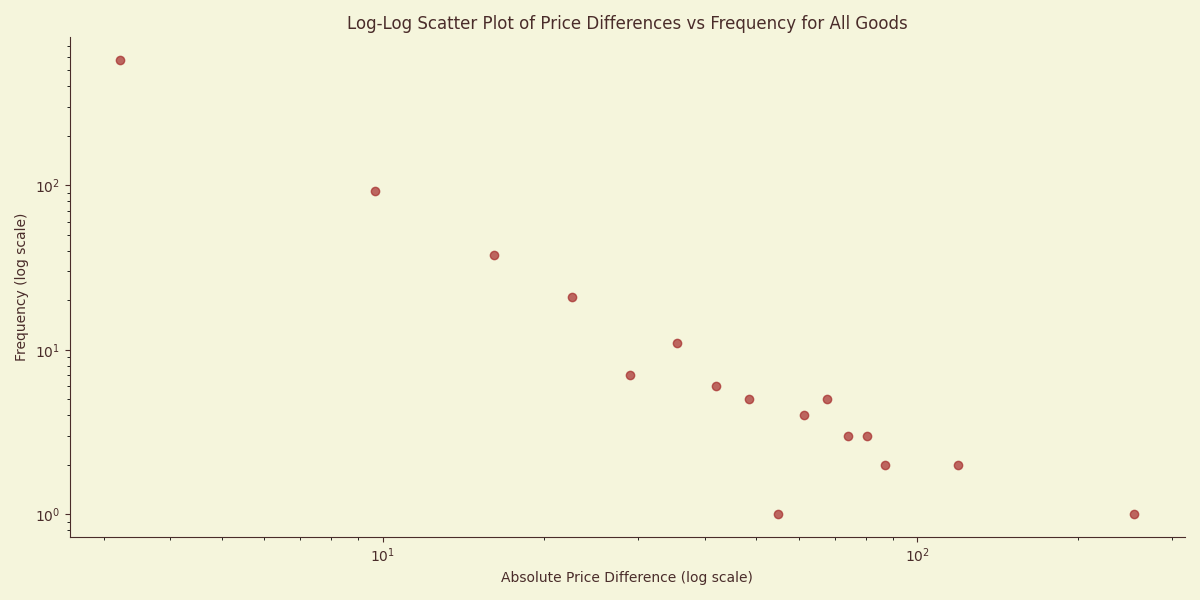 Log-Log Scatter Plot of Price Differences vs Frequency for All Goods
Frequency (log scale)
10²
10¹
10⁰
10¹
10²
Absolute Price Difference (log scale)